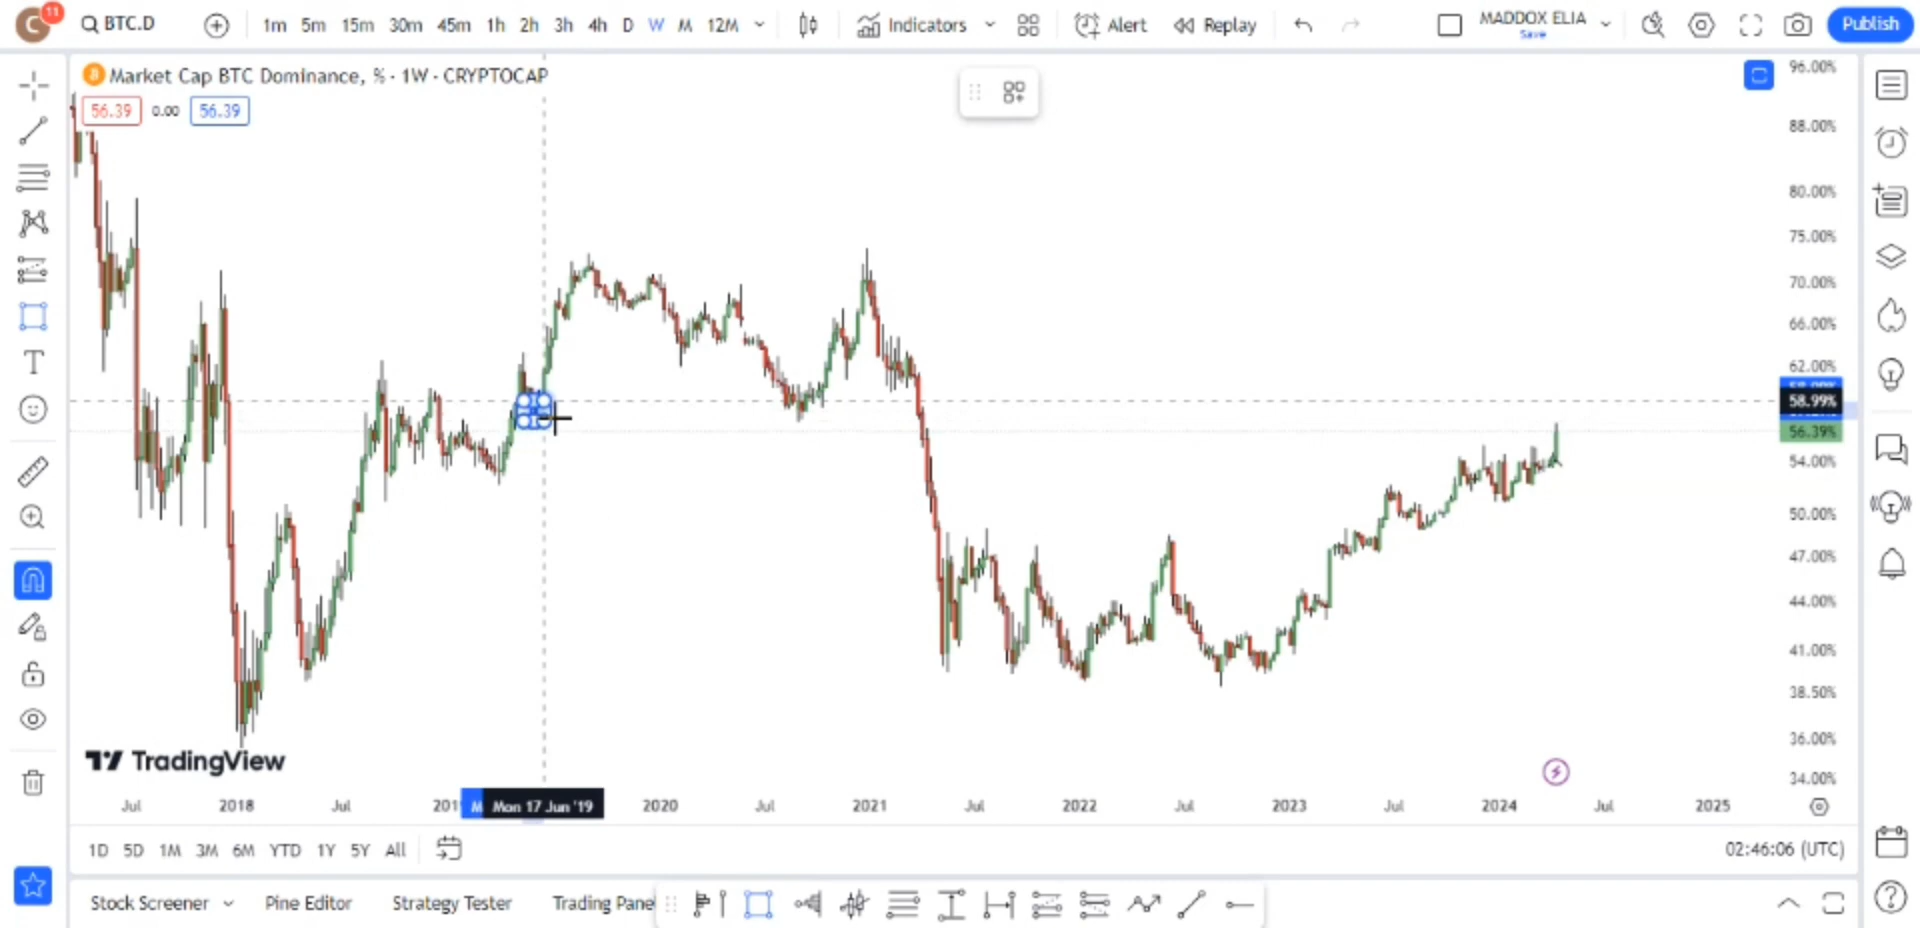 C 11 BTC.D 1m 5m 15m 30m 45m 1h 2h 3h 4h D W M 12M Indicators Alert Replay MADDOX ELIA Save Publish
Market Cap BTC Dominance, % · 1W · CRYPTOCAP
56.39 0.00 56.39
96.00%
88.00%
80.00%
75.00%
70.00%
66.00%
62.00%
58.99%
56.39%
54.00%
50.00%
47.00%
44.00%
41.00%
38.50%
36.00%
34.00%
TradingView
Jul 2018 Jul 2019 M Mon 17 Jun '19 2020 Jul 2021 Jul 2022 Jul 2023 Jul 2024 Jul 2025
1D 5D 1M 3M 6M YTD 1Y 5Y All 02:46:06 (UTC)
Stock Screener Pine Editor Strategy Tester Trading Pane